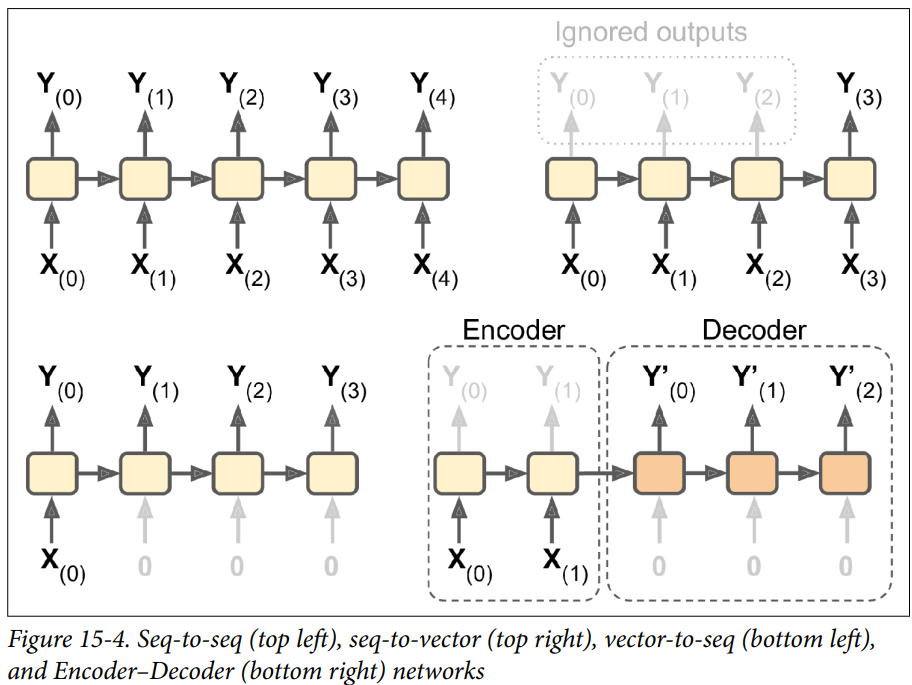 Ignored outputs
Y(0) Y(1) Y(2) Y(3) Y(4)
Y(0) Y(1) Y(2) Y(3)
X(0) X(1) X(2) X(3) X(4)
X(0) X(1) X(2) X(3)
Encoder
Decoder
Y(0) Y(1) Y(2) Y(3)
Y(0) Y(1)
Y’(0) Y’(1) Y’(2)
X(0) 0 0 0
X(0) X(1)
0 0 0
Figure 15-4. Seq-to-seq (top left), seq-to-vector (top right), vector-to-seq (bottom left),
and Encoder–Decoder (bottom right) networks